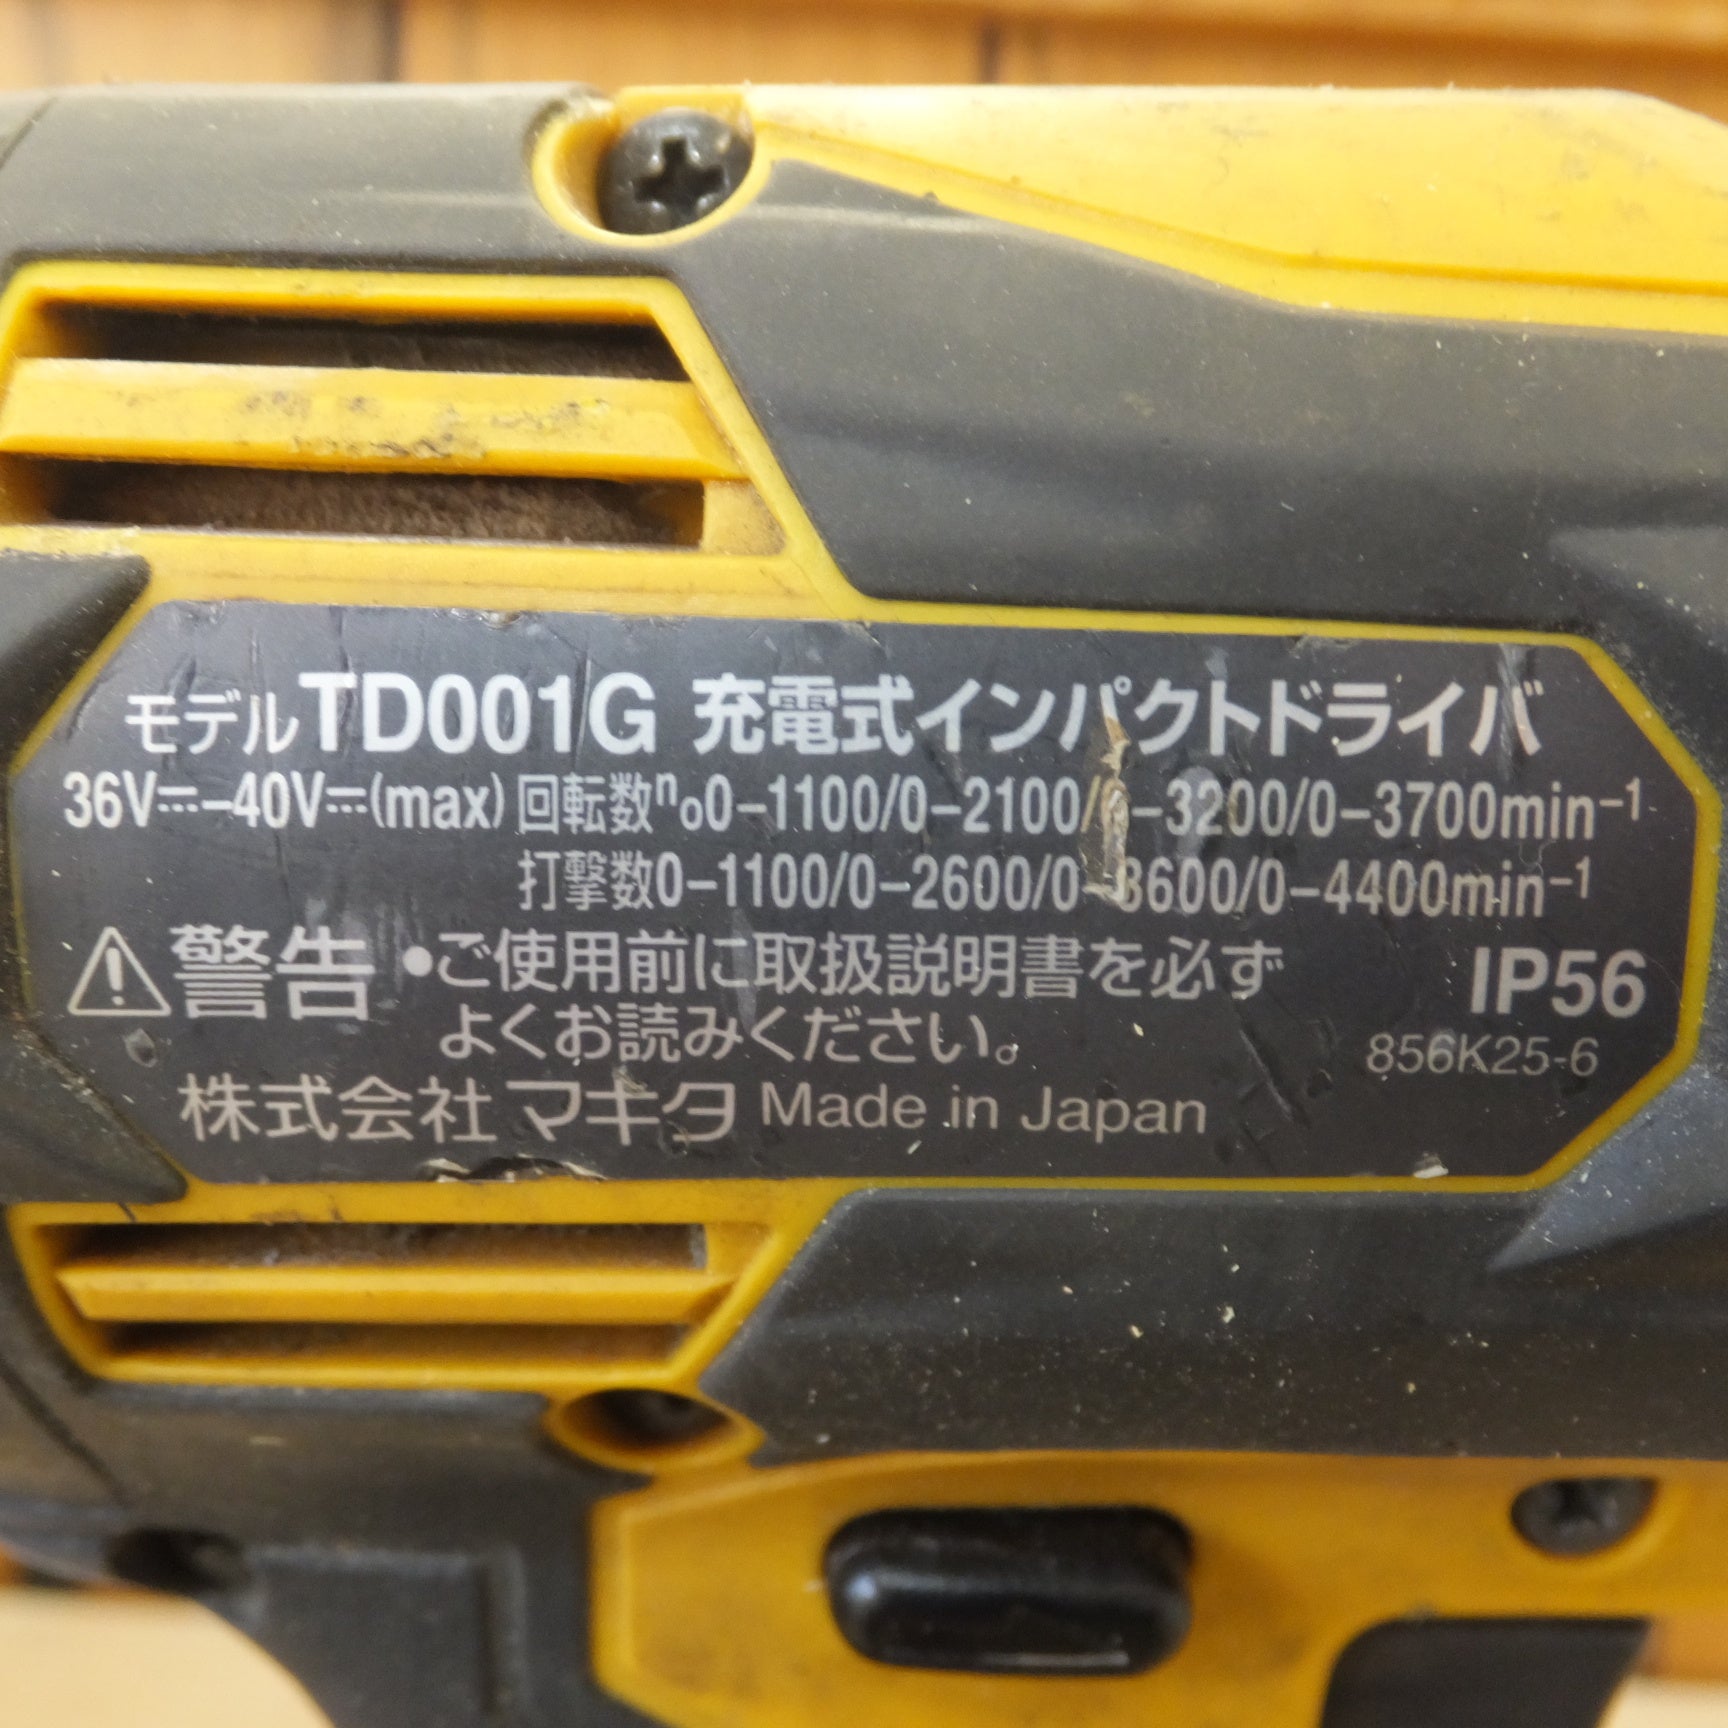 モデルTD001G 充電式インパクトドライバ
36V⎓–40V⎓(max) 回転数n₀0–1100/0–2100/ –3200/0–3700min⁻¹
打撃数0–1100/0–2600/0–3600/0–4400min⁻¹
⚠警告 •ご使用前に取扱説明書を必ず
よくお読みください。
IP56
856K25-6
株式会社マキタ Made in Japan